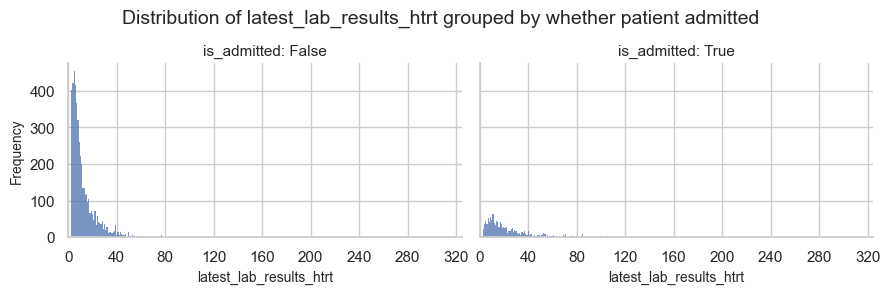 Distribution of latest_lab_results_htrt grouped by whether patient admitted
is_admitted: False
is_admitted: True
Frequency
400
300
200
100
0
0 40 80 120 160 200 240 280 320
0 40 80 120 160 200 240 280 320
latest_lab_results_htrt
latest_lab_results_htrt